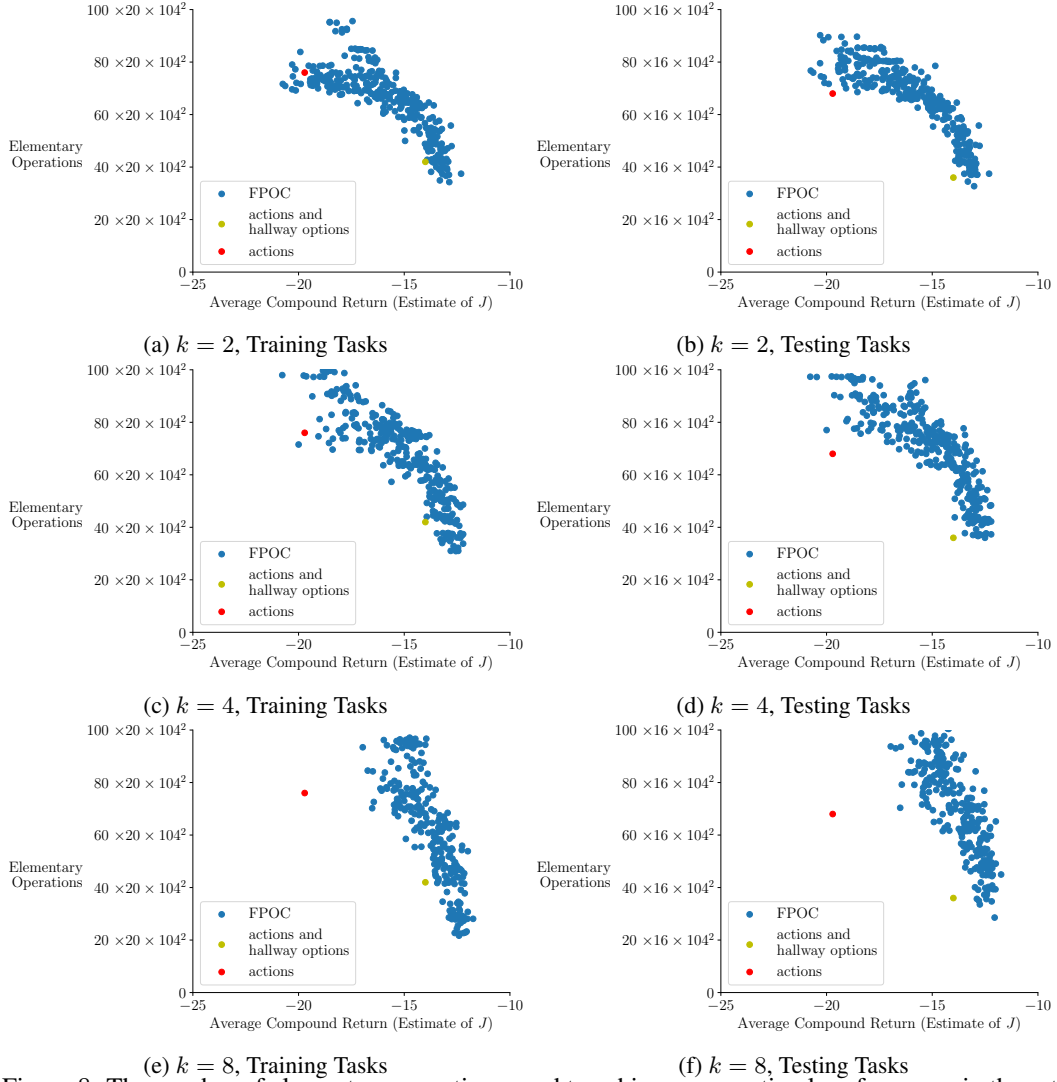 100 ×20 × 104²
80 ×20 × 104²
60 ×20 × 104²
Elementary
Operations
40 ×20 × 104²
20 ×20 × 104²
0
FPOC
actions and
hallway options
actions
−25
−20
−15
−10
Average Compound Return (Estimate of J)
(a) k = 2, Training Tasks
100 ×16 × 104²
80 ×16 × 104²
60 ×16 × 104²
Elementary
Operations
40 ×16 × 104²
20 ×16 × 104²
0
FPOC
actions and
hallway options
actions
−25
−20
−15
−10
Average Compound Return (Estimate of J)
(b) k = 2, Testing Tasks
100 ×20 × 104²
80 ×20 × 104²
60 ×20 × 104²
Elementary
Operations
40 ×20 × 104²
20 ×20 × 104²
0
FPOC
actions and
hallway options
actions
−25
−20
−15
−10
Average Compound Return (Estimate of J)
(c) k = 4, Training Tasks
100 ×16 × 104²
80 ×16 × 104²
60 ×16 × 104²
Elementary
Operations
40 ×16 × 104²
20 ×16 × 104²
0
FPOC
actions and
hallway options
actions
−25
−20
−15
−10
Average Compound Return (Estimate of J)
(d) k = 4, Testing Tasks
100 ×20 × 104²
80 ×20 × 104²
60 ×20 × 104²
Elementary
Operations
40 ×20 × 104²
20 ×20 × 104²
0
FPOC
actions and
hallway options
actions
−25
−20
−15
−10
Average Compound Return (Estimate of J)
(e) k = 8, Training Tasks
100 ×16 × 104²
80 ×16 × 104²
60 ×16 × 104²
Elementary
Operations
40 ×16 × 104²
20 ×16 × 104²
0
FPOC
actions and
hallway options
actions
−25
−20
−15
−10
Average Compound Return (Estimate of J)
(f) k = 8, Testing Tasks